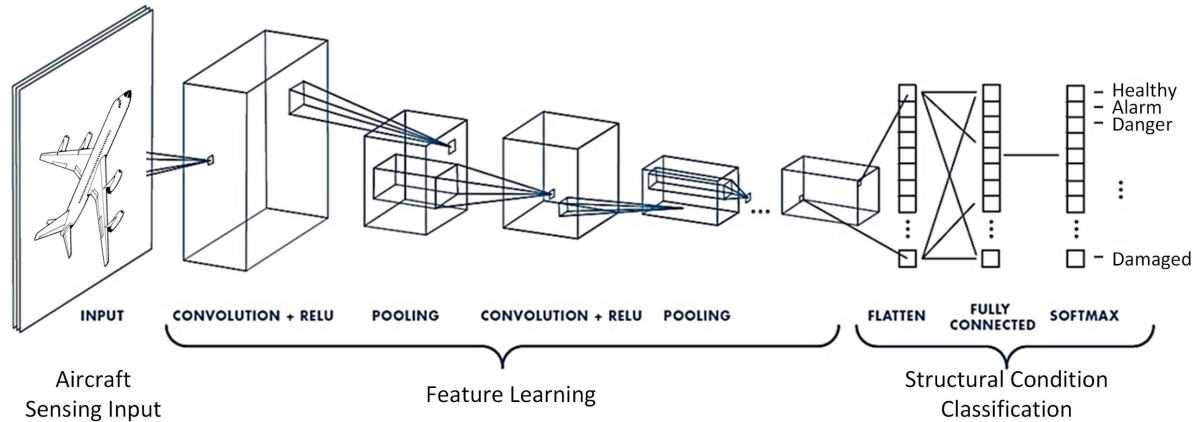 Healthy
Alarm
Danger
Damaged
INPUT
CONVOLUTION + RELU
POOLING
CONVOLUTION + RELU
POOLING
FLATTEN
FULLY
CONNECTED
SOFTMAX
Aircraft
Sensing Input
Feature Learning
Structural Condition
Classification